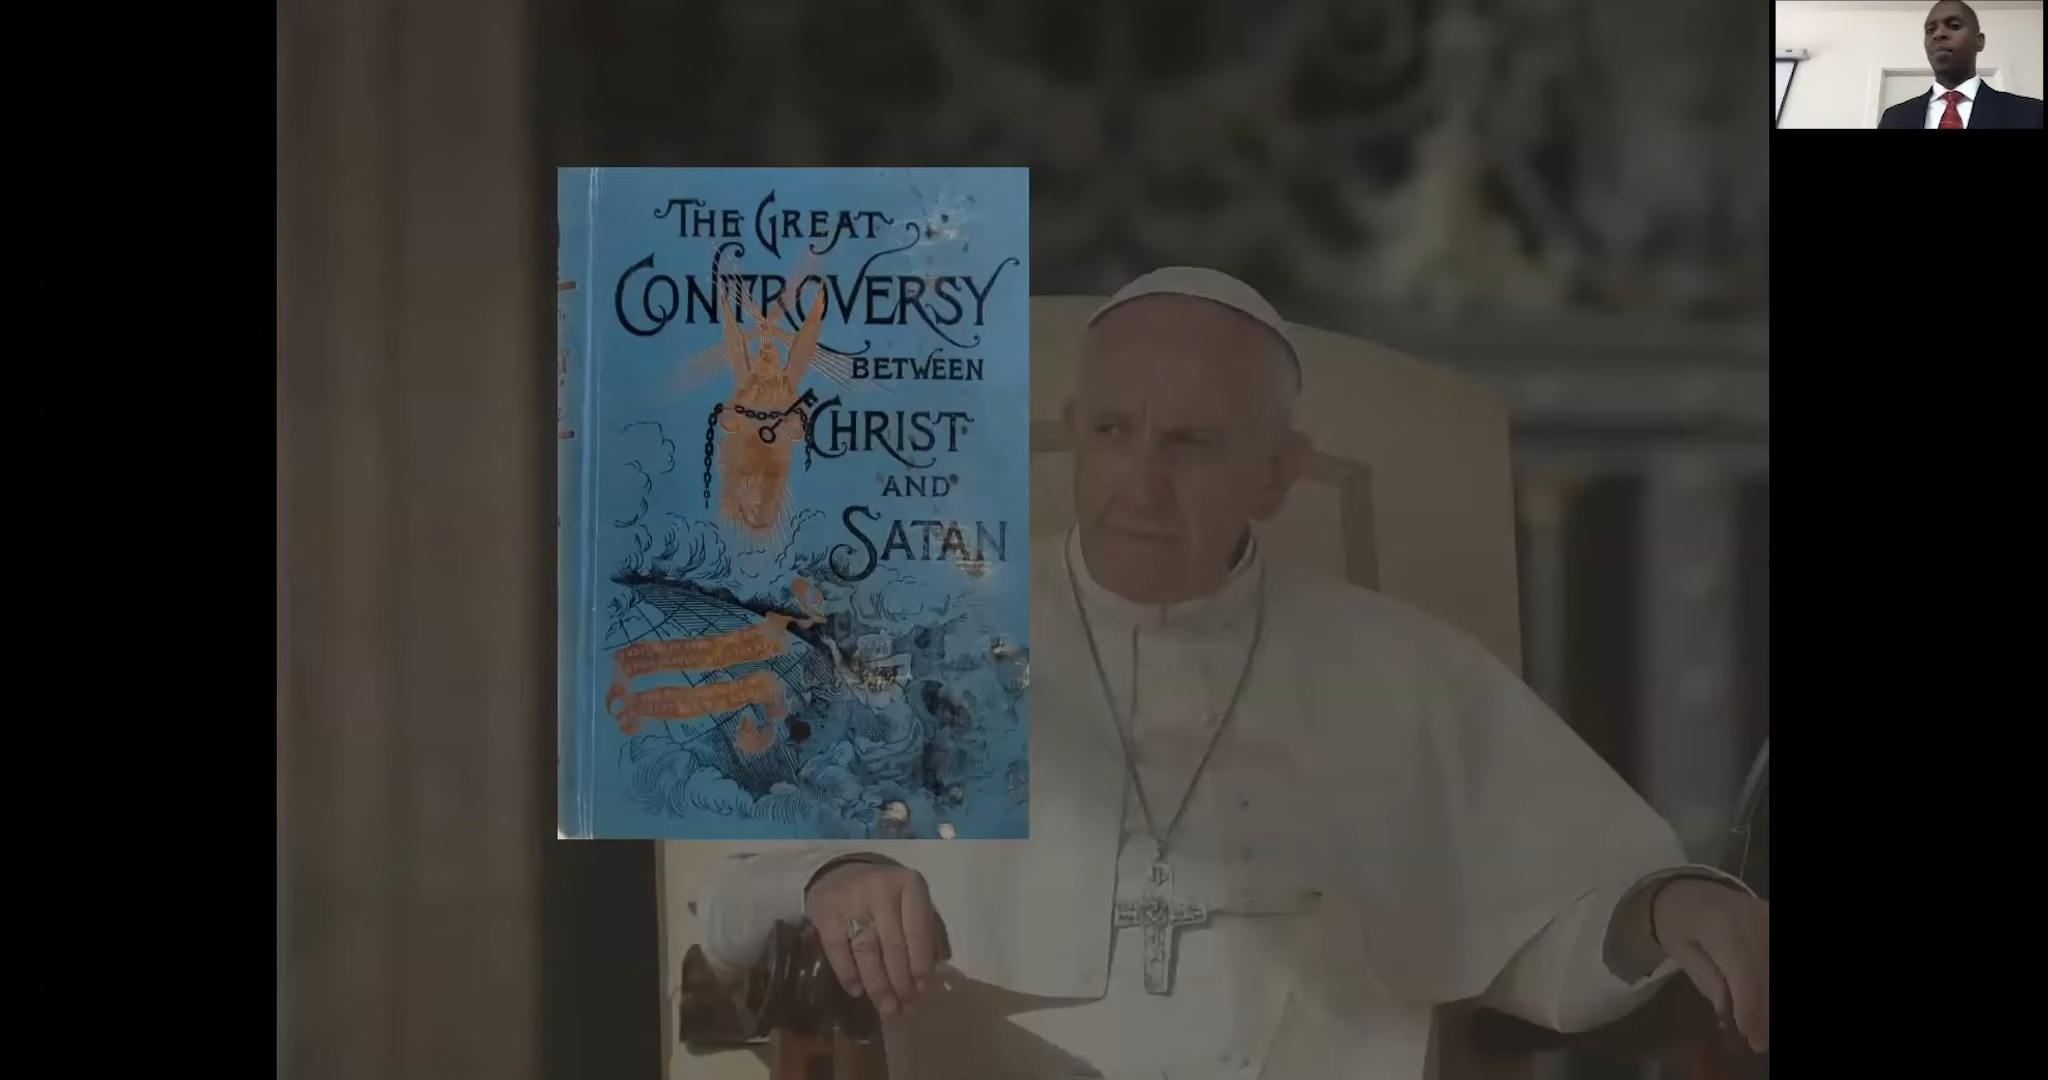 THE GREAT
CONTROVERSY
BETWEEN
CHRIST
AND
SATAN